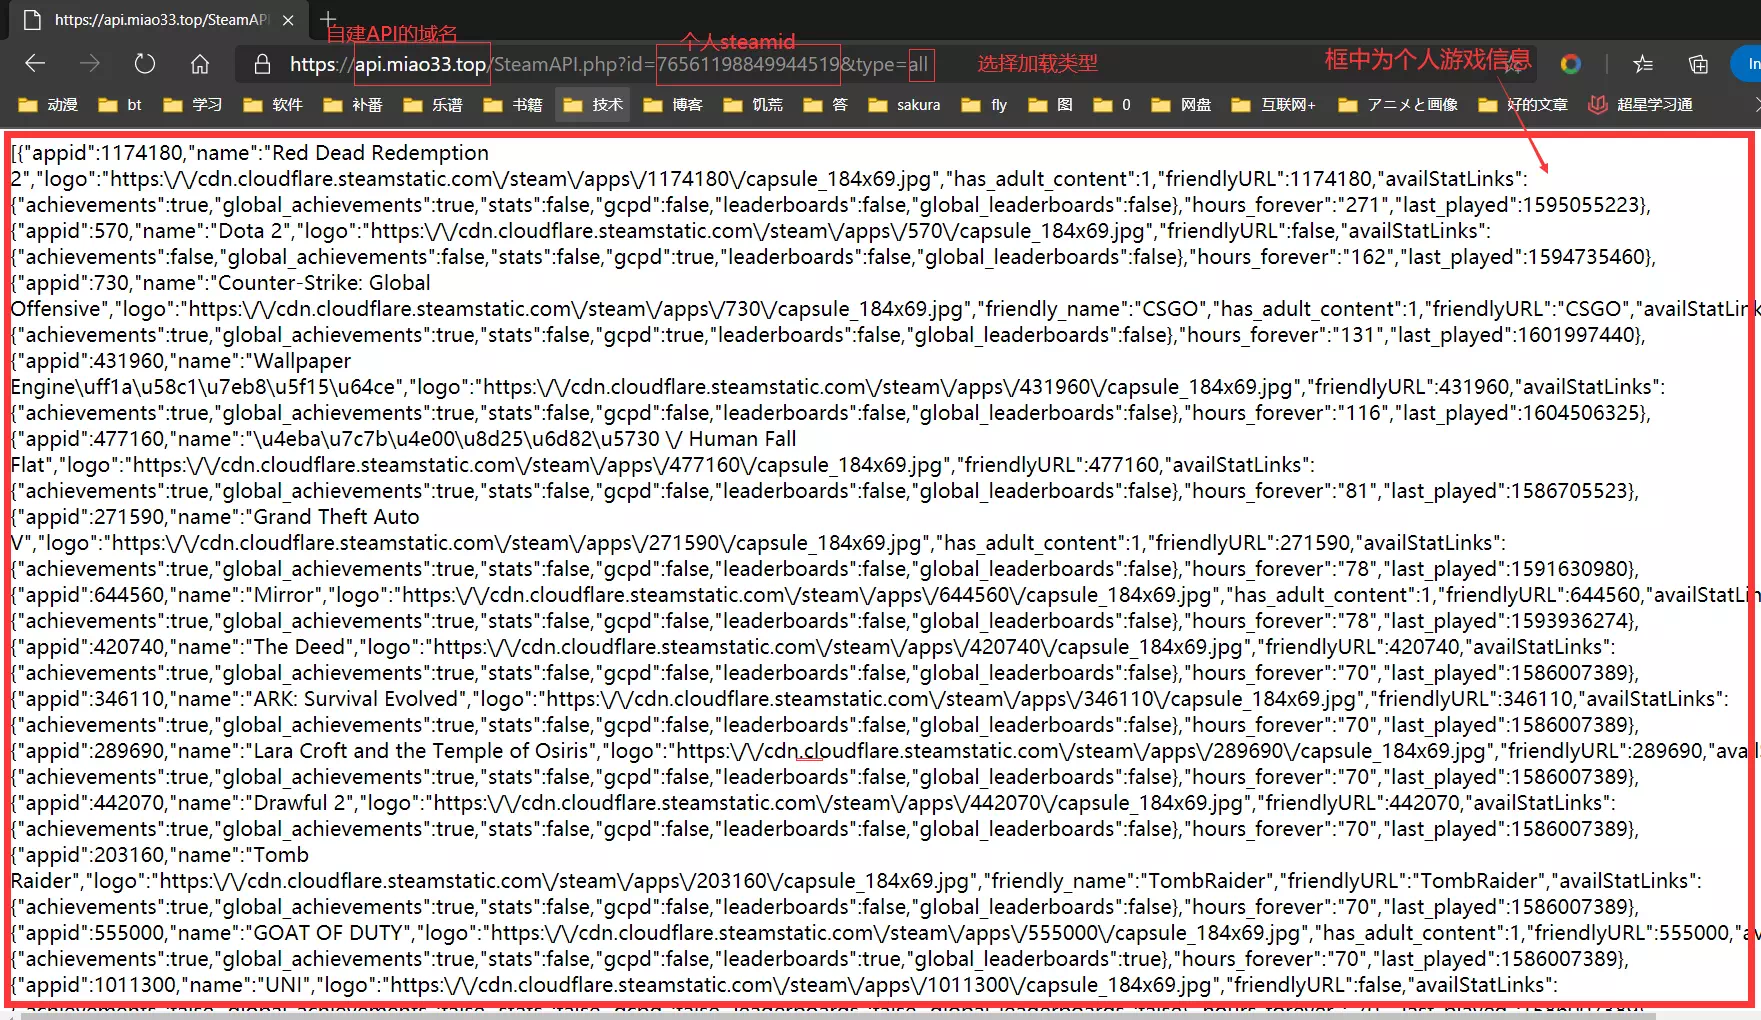 https://api.miao33.top/SteamAPI
自建API的域名
个人steamid
https://api.miao33.top/SteamAPI.php?id=76561198849944519&type=all
选择加载类型
框中为个人游戏信息
In
动漫 bt 学习 软件 补番 乐谱 书籍 技术 博客 饥荒 答 sakura fly 图 0 网盘 互联网+ アニメと画像 好的文章 超星学习通
[{"appid":1174180,"name":"Red Dead Redemption
2","logo":"https:\/\/cdn.cloudflare.steamstatic.com\/steam\/apps\/1174180\/capsule_184x69.jpg","has_adult_content":1,"friendlyURL":1174180,"availStatLinks":
{"achievements":true,"global_achievements":true,"stats":false,"gcpd":false,"leaderboards":false,"global_leaderboards":false},"hours_forever":"271","last_played":1595055223},
{"appid":570,"name":"Dota 2","logo":"https:\/\/cdn.cloudflare.steamstatic.com\/steam\/apps\/570\/capsule_184x69.jpg","friendlyURL":false,"availStatLinks":
{"achievements":false,"global_achievements":false,"stats":false,"gcpd":true,"leaderboards":false,"global_leaderboards":false},"hours_forever":"162","last_played":1594735460},
{"appid":730,"name":"Counter-Strike: Global
Offensive","logo":"https:\/\/cdn.cloudflare.steamstatic.com\/steam\/apps\/730\/capsule_184x69.jpg","friendly_name":"CSGO","has_adult_content":1,"friendlyURL":"CSGO","availStatLink
{"achievements":true,"global_achievements":true,"stats":false,"gcpd":true,"leaderboards":false,"global_leaderboards":false},"hours_forever":"131","last_played":1601997440},
{"appid":431960,"name":"Wallpaper
Engine\uff1a\u58c1\u7eb8\u5f15\u64ce","logo":"https:\/\/cdn.cloudflare.steamstatic.com\/steam\/apps\/431960\/capsule_184x69.jpg","friendlyURL":431960,"availStatLinks":
{"achievements":true,"global_achievements":true,"stats":false,"gcpd":false,"leaderboards":false,"global_leaderboards":false},"hours_forever":"116","last_played":1604506325},
{"appid":477160,"name":"\u4eba\u7c7b\u4e00\u8d25\u6d82\u5730 \/ Human Fall
Flat","logo":"https:\/\/cdn.cloudflare.steamstatic.com\/steam\/apps\/477160\/capsule_184x69.jpg","friendlyURL":477160,"availStatLinks":
{"achievements":true,"global_achievements":true,"stats":false,"gcpd":false,"leaderboards":false,"global_leaderboards":false},"hours_forever":"81","last_played":1586705523},
{"appid":271590,"name":"Grand Theft Auto
V","logo":"https:\/\/cdn.cloudflare.steamstatic.com\/steam\/apps\/271590\/capsule_184x69.jpg","has_adult_content":1,"friendlyURL":271590,"availStatLinks":
{"achievements":true,"global_achievements":true,"stats":false,"gcpd":false,"leaderboards":false,"global_leaderboards":false},"hours_forever":"78","last_played":1591630980},
{"appid":644560,"name":"Mirror","logo":"https:\/\/cdn.cloudflare.steamstatic.com\/steam\/apps\/644560\/capsule_184x69.jpg","has_adult_content":1,"friendlyURL":644560,"availStatLin
{"achievements":true,"global_achievements":true,"stats":false,"gcpd":false,"leaderboards":false,"global_leaderboards":false},"hours_forever":"78","last_played":1593936274},
{"appid":420740,"name":"The Deed","logo":"https:\/\/cdn.cloudflare.steamstatic.com\/steam\/apps\/420740\/capsule_184x69.jpg","friendlyURL":420740,"availStatLinks":
{"achievements":true,"global_achievements":true,"stats":false,"gcpd":false,"leaderboards":false,"global_leaderboards":false},"hours_forever":"70","last_played":1586007389},
{"appid":346110,"name":"ARK: Survival Evolved","logo":"https:\/\/cdn.cloudflare.steamstatic.com\/steam\/apps\/346110\/capsule_184x69.jpg","friendlyURL":346110,"availStatLinks":
{"achievements":true,"global_achievements":true,"stats":false,"gcpd":false,"leaderboards":false,"global_leaderboards":false},"hours_forever":"70","last_played":1586007389},
{"appid":289690,"name":"Lara Croft and the Temple of Osiris","logo":"https:\/\/cdn.cloudflare.steamstatic.com\/steam\/apps\/289690\/capsule_184x69.jpg","friendlyURL":289690,"avail
{"achievements":true,"global_achievements":true,"stats":false,"gcpd":false,"leaderboards":false,"global_leaderboards":false},"hours_forever":"70","last_played":1586007389},
{"appid":442070,"name":"Drawful 2","logo":"https:\/\/cdn.cloudflare.steamstatic.com\/steam\/apps\/442070\/capsule_184x69.jpg","friendlyURL":442070,"availStatLinks":
{"achievements":true,"global_achievements":true,"stats":false,"gcpd":false,"leaderboards":false,"global_leaderboards":false},"hours_forever":"70","last_played":1586007389},
{"appid":203160,"name":"Tomb
Raider","logo":"https:\/\/cdn.cloudflare.steamstatic.com\/steam\/apps\/203160\/capsule_184x69.jpg","friendly_name":"TombRaider","friendlyURL":"TombRaider","availStatLinks":
{"achievements":true,"global_achievements":true,"stats":false,"gcpd":false,"leaderboards":false,"global_leaderboards":false},"hours_forever":"70","last_played":1586007389},
{"appid":555000,"name":"GOAT OF DUTY","logo":"https:\/\/cdn.cloudflare.steamstatic.com\/steam\/apps\/555000\/capsule_184x69.jpg","has_adult_content":1,"friendlyURL":555000,"av
{"achievements":true,"global_achievements":true,"stats":false,"gcpd":false,"leaderboards":true,"global_leaderboards":true},"hours_forever":"70","last_played":1586007389},
{"appid":1011300,"name":"UNI","logo":"https:\/\/cdn.cloudflare.steamstatic.com\/steam\/apps\/1011300\/capsule_184x69.jpg","friendlyURL":false,"availStatLinks":